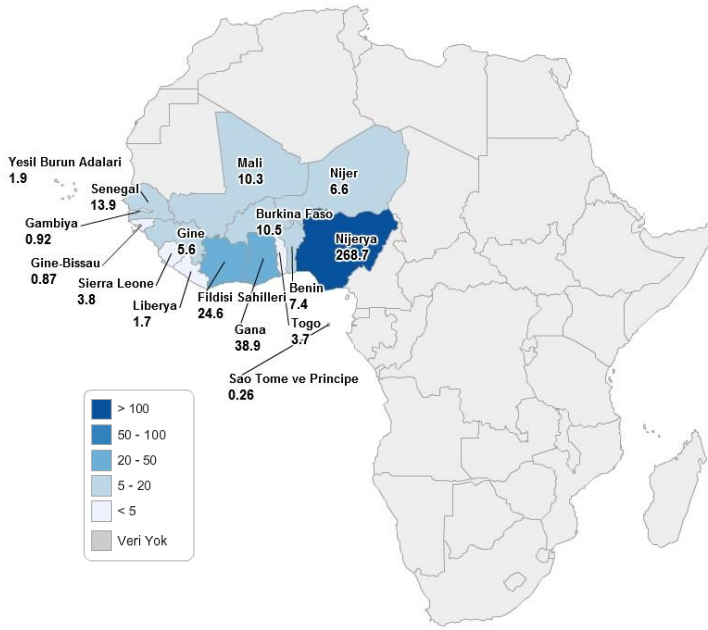 Yesil Burun Adalari
1.9
Senegal
13.9
Gambiya
0.92
Gine-Bissau
0.87
Sierra Leone
3.8
Liberya
1.7
Mali
10.3
Nijer
6.6
Gine
5.6
Burkina Faso
10.5
Nijerya
268.7
Fildisi Sahilleri
24.6
Gana
38.9
Benin
7.4
Togo
3.7
Sao Tome ve Principe
0.26
> 100
50 - 100
20 - 50
5 - 20
< 5
Veri Yok